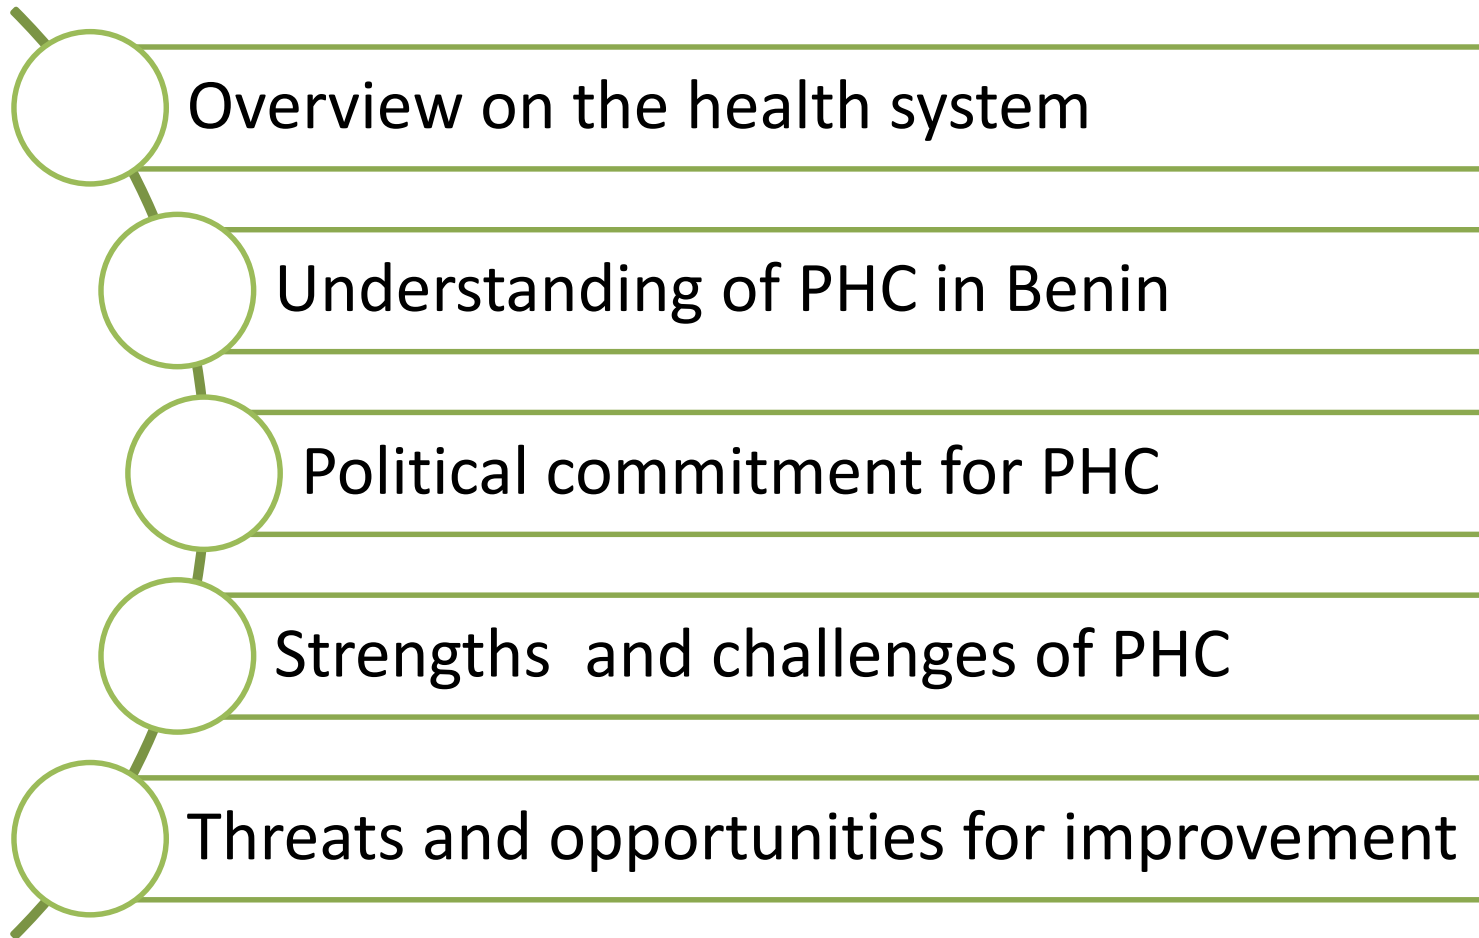 Overview on the health system
Understanding of PHC in Benin
Political commitment for PHC
Strengths  and challenges of PHC
Threats and opportunities for improvement